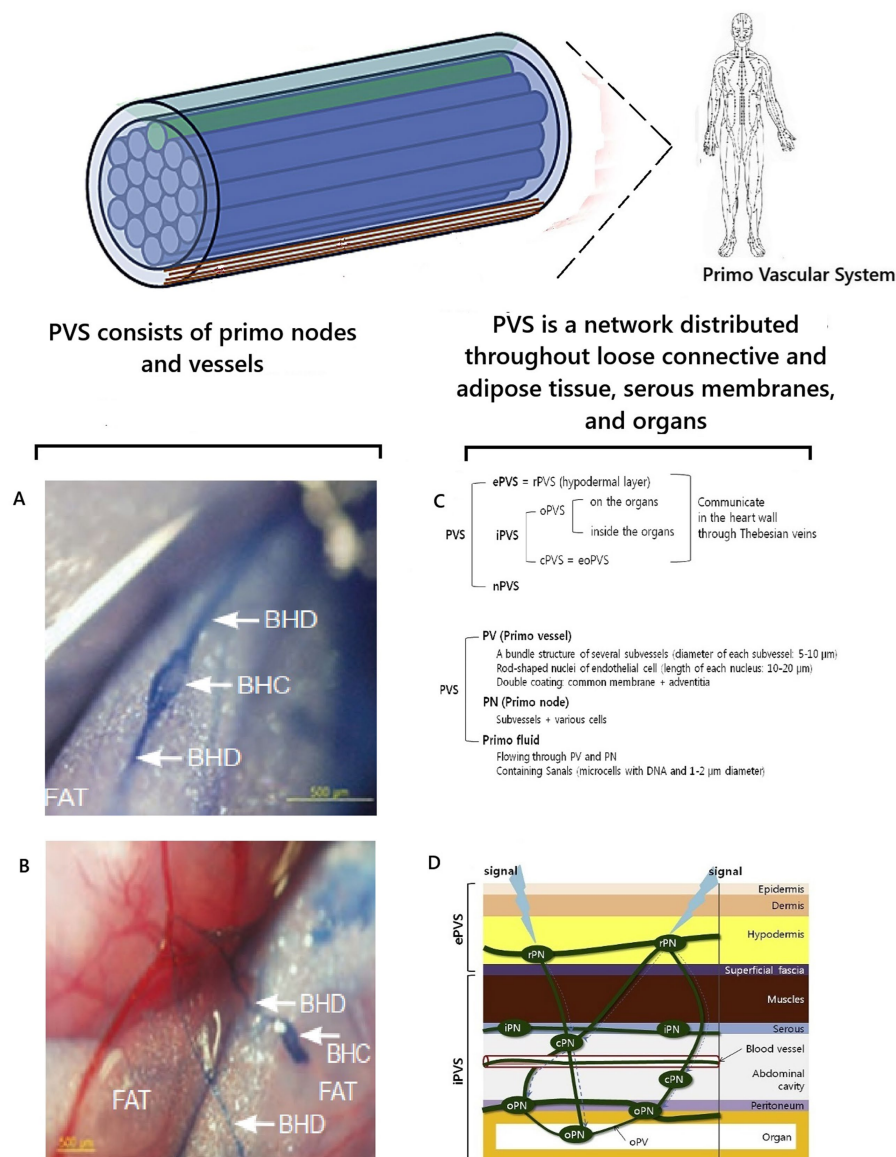 Primo Vascular System
PVS consists of primo nodes
and vessels
PVS is a network distributed
throughout loose connective and
adipose tissue, serous membranes,
and organs
A
BHD
BHC
BHD
FAT
500 µm
B
BHD
BHC
FAT
FAT
BHD
500 µm
C
PVS
ePVS = rPVS (hypodermal layer)
iPVS
oPVS
on the organs
inside the organs
cPVS = eoPVS
nPVS
Communicate
in the heart wall
through Thebesian veins
PVS
PV (Primo vessel)
A bundle structure of several subvessels (diameter of each subvessel: 5-10 µm)
Rod-shaped nuclei of endothelial cell (length of each nucleus: 10-20 µm)
Double coating: common membrane + adventitia
PN (Primo node)
Subvessels + various cells
Primo fluid
Flowing through PV and PN
Containing Sanals (microcells with DNA and 1-2 µm diameter)
D
signal
signal
ePVS
iPVS
Epidermis
Dermis
Hypodermis
rPN
rPN
Superficial fascia
Muscles
iPN
iPN
Serous
cPN
Blood vessel
cPN
Abdominal
cavity
oPN
oPN
Peritoneum
oPN
oPV
Organ